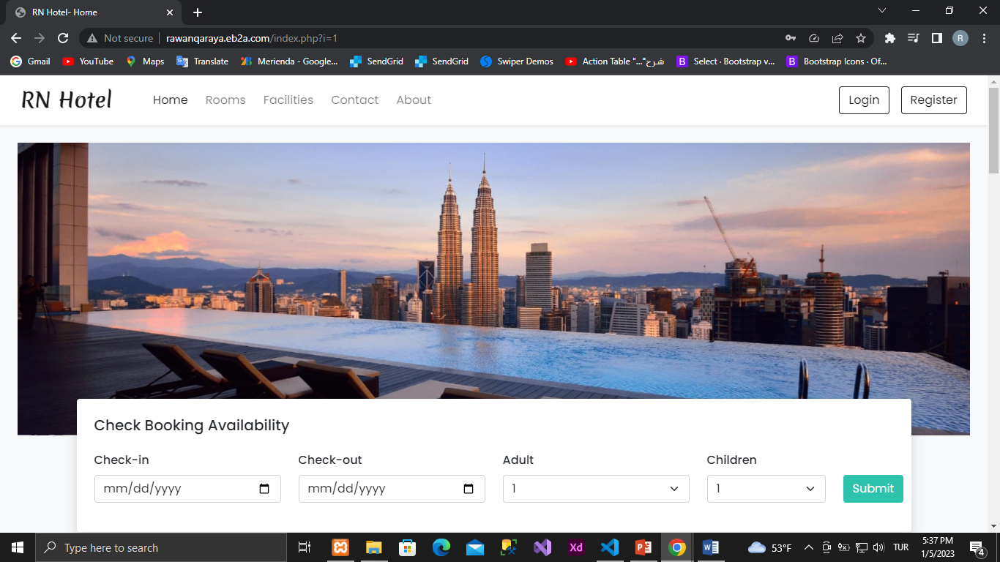 RN Hotel- Home
Not secure rawanqaraya.eb2a.com/index.php?i=1
R
Gmail YouTube Maps Translate Merienda - Google... SendGrid SendGrid Swiper Demos Action Table "..."شرح Select · Bootstrap v... Bootstrap Icons · Of...
RN Hotel Home Rooms Facilities Contact About Login Register
Check Booking Availability
Check-in Check-out Adult Children
mm/dd/yyyy mm/dd/yyyy 1 1 Submit
Type here to search Xd 53°F TUR 5:37 PM
1/5/2023 4